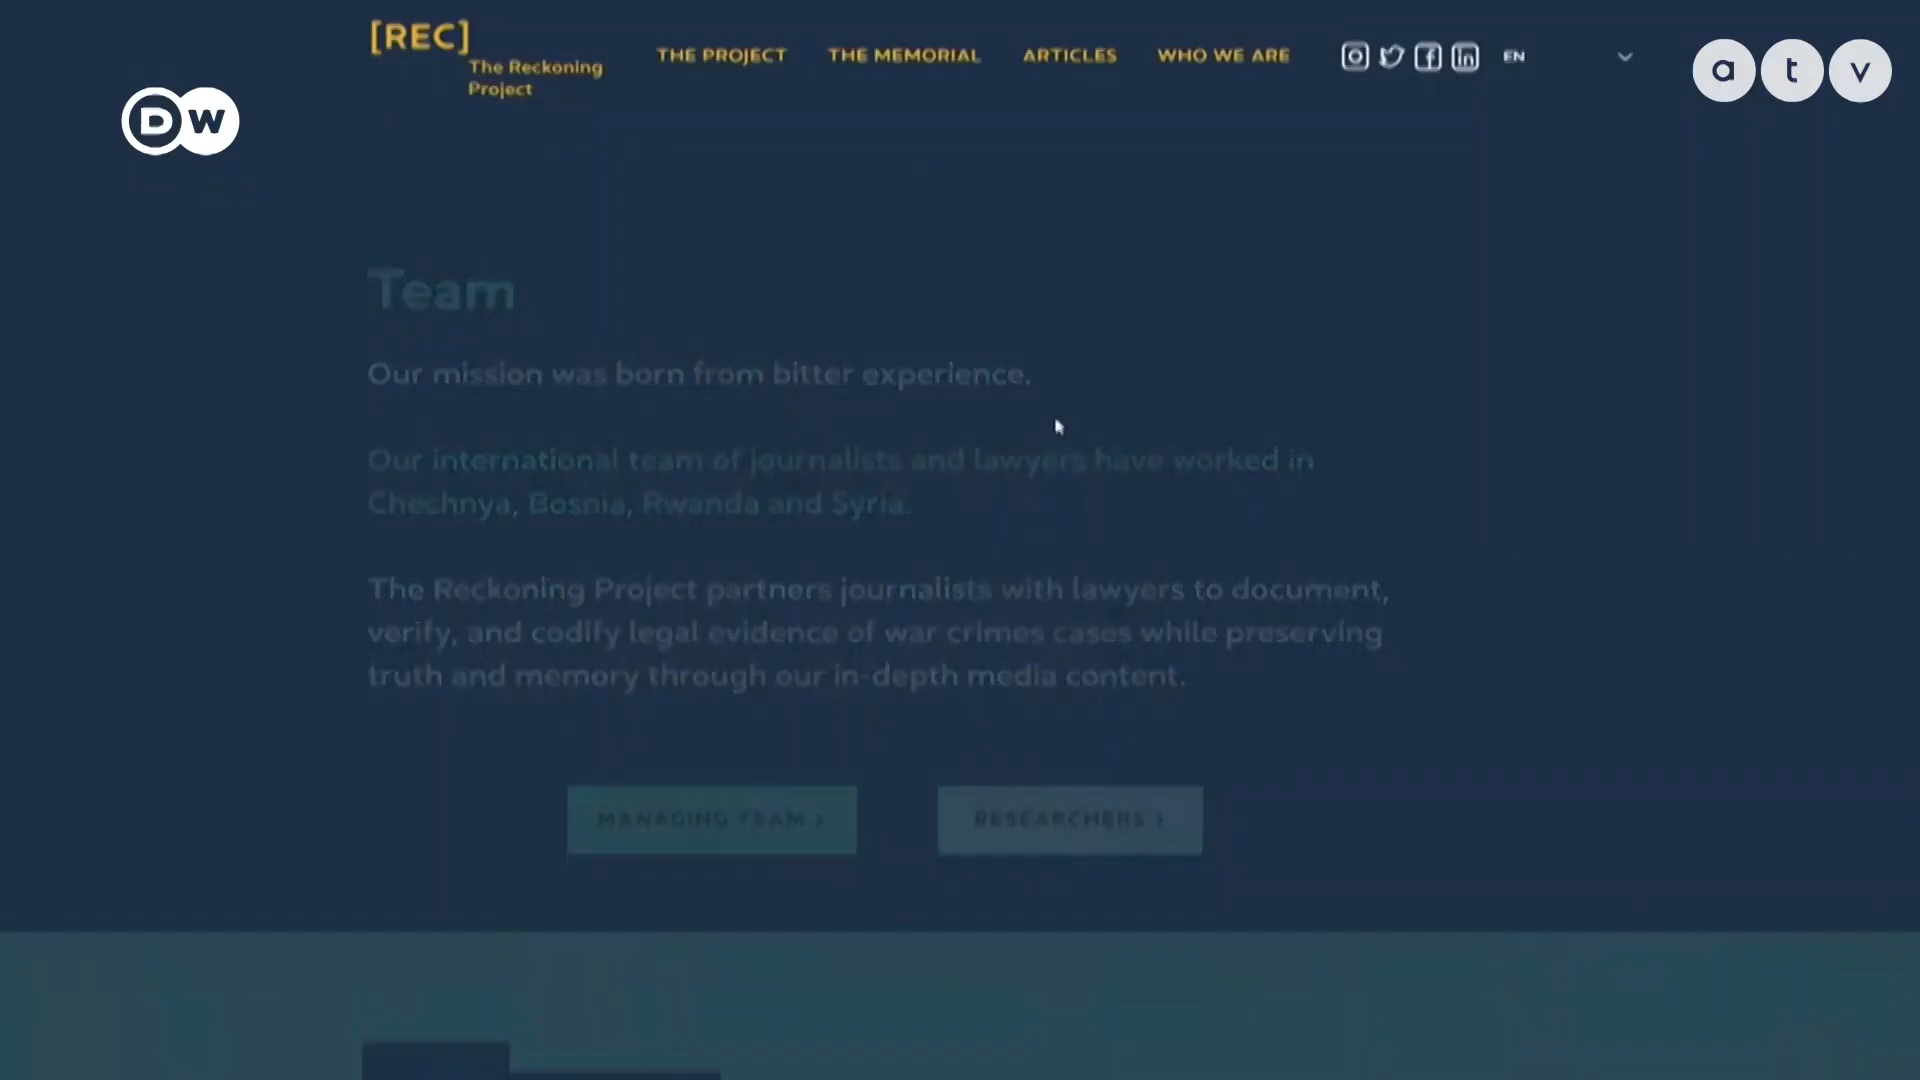 [REC]
The Reckoning
Project
THE PROJECT
THE MEMORIAL
ARTICLES
WHO WE ARE
EN
a t v
DW
Team
Our mission was born from bitter experience.
Our international team of journalists and lawyers have worked in
Chechnya, Bosnia, Rwanda and Syria.
The Reckoning Project partners journalists with lawyers to document,
verify, and codify legal evidence of war crimes cases while preserving
truth and memory through our in-depth media content.
MANAGING TEAM ›
RESEARCHERS ›